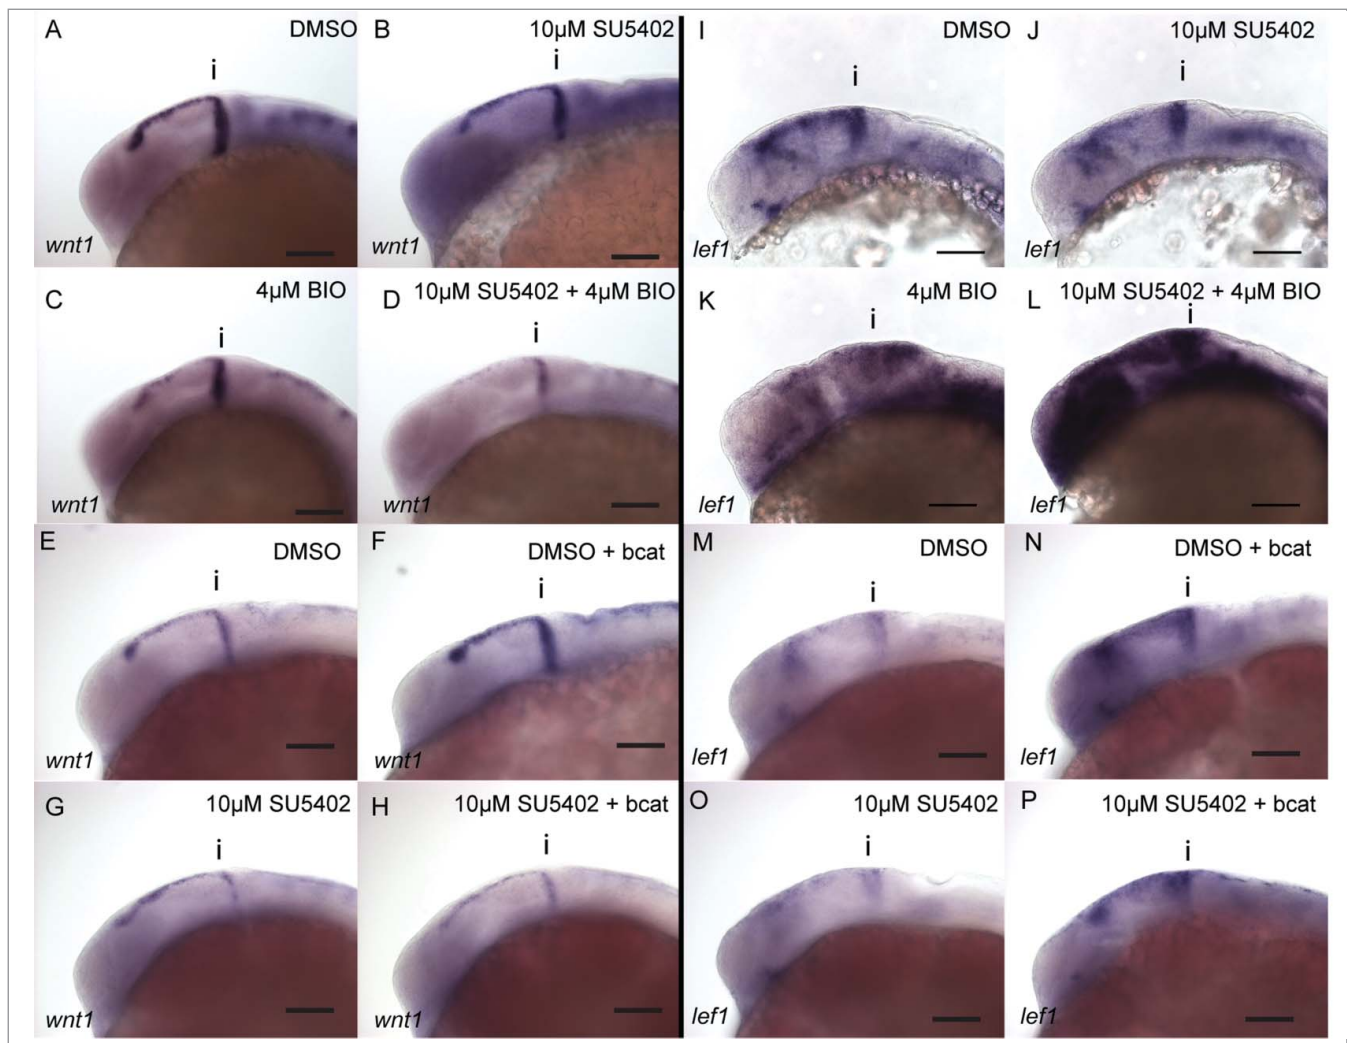 A DMSO
i
wnt1
B 10µM SU5402
i
wnt1
I DMSO
i
lef1
J 10µM SU5402
i
lef1
C 4µM BIO
i
wnt1
D 10µM SU5402 + 4µM BIO
i
wnt1
K 4µM BIO
i
lef1
10µM SU5402 + 4µM BIO
L i
lef1
E DMSO
i
wnt1
F DMSO + bcat
i
wnt1
M DMSO
i
lef1
N DMSO + bcat
i
lef1
G 10µM SU5402
i
wnt1
H 10µM SU5402 + bcat
i
wnt1
O 10µM SU5402
i
lef1
P 10µM SU5402 + bcat
i
lef1